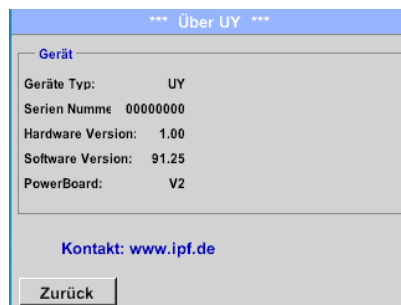 *** Über UY ***
Gerät
Geräte Typ: UY
Serien Numme 00000000
Hardware Version: 1.00
Software Version: 91.25
PowerBoard: V2
Kontakt: www.ipf.de
Zurück